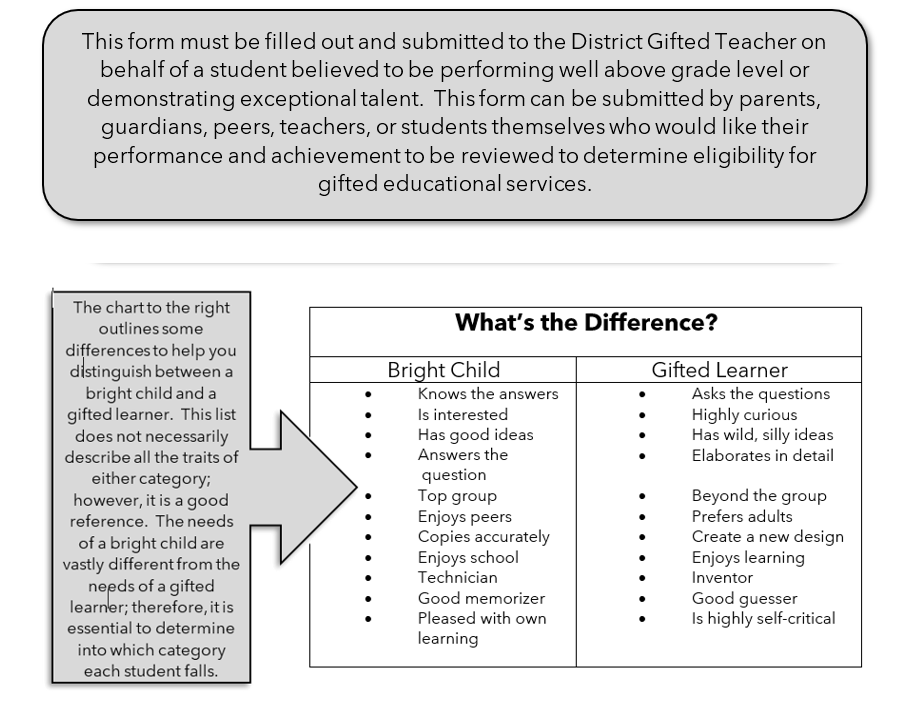 This form must be filled out and submitted to the District Gifted Teacher on
behalf of a student believed to be performing well above grade level or
demonstrating exceptional talent.  This form can be submitted by parents,
guardians, peers, teachers, or students themselves who would like their
performance and achievement to be reviewed to determine eligibility for
gifted educational services.
The chart to the right
outlines some
differences to help you
distinguish between a
bright child and a
gifted learner.  This list
does not necessarily
describe all the traits of
either category;
however, it is a good
reference.  The needs
of a bright child are
vastly different from the
needs of a gifted
learner; therefore, it is
essential to determine
into which category
each student falls.
What's the Difference?
Bright Child
• Knows the answers
• Is interested
• Has good ideas
• Answers the
question
• Top group
• Enjoys peers
• Copies accurately
• Enjoys school
• Technician
• Good memorizer
• Pleased with own
learning
Gifted Learner
• Asks the questions
• Highly curious
• Has wild, silly ideas
• Elaborates in detail
• Beyond the group
• Prefers adults
• Create a new design
• Enjoys learning
• Inventor
• Good guesser
• Is highly self-critical